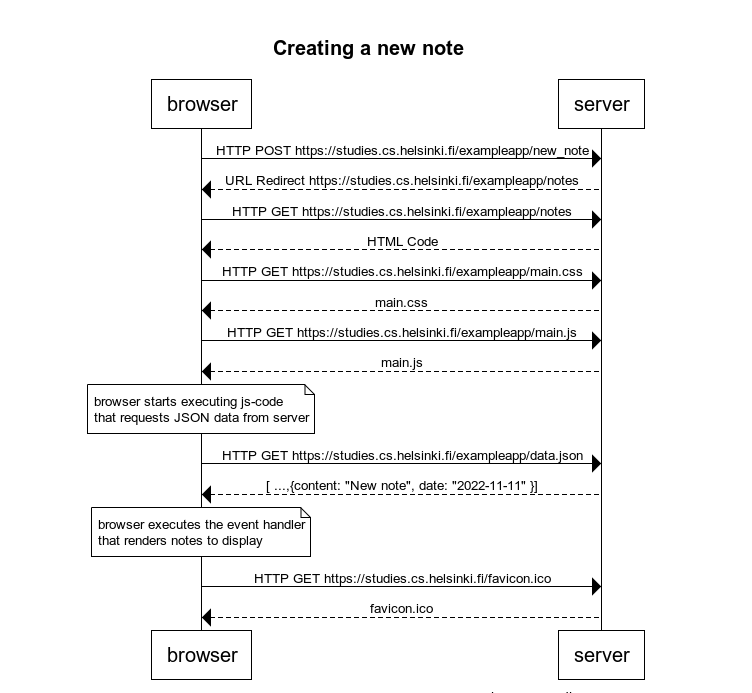 Creating a new note
browser
server
HTTP POST https://studies.cs.helsinki.fi/exampleapp/new_note
URL Redirect https://studies.cs.helsinki.fi/exampleapp/notes
HTTP GET https://studies.cs.helsinki.fi/exampleapp/notes
HTML Code
HTTP GET https://studies.cs.helsinki.fi/exampleapp/main.css
main.css
HTTP GET https://studies.cs.helsinki.fi/exampleapp/main.js
main.js
browser starts executing js-code
that requests JSON data from server
HTTP GET https://studies.cs.helsinki.fi/exampleapp/data.json
[ ...,{content: "New note", date: "2022-11-11" }]
browser executes the event handler
that renders notes to display
HTTP GET https://studies.cs.helsinki.fi/favicon.ico
favicon.ico
browser
server